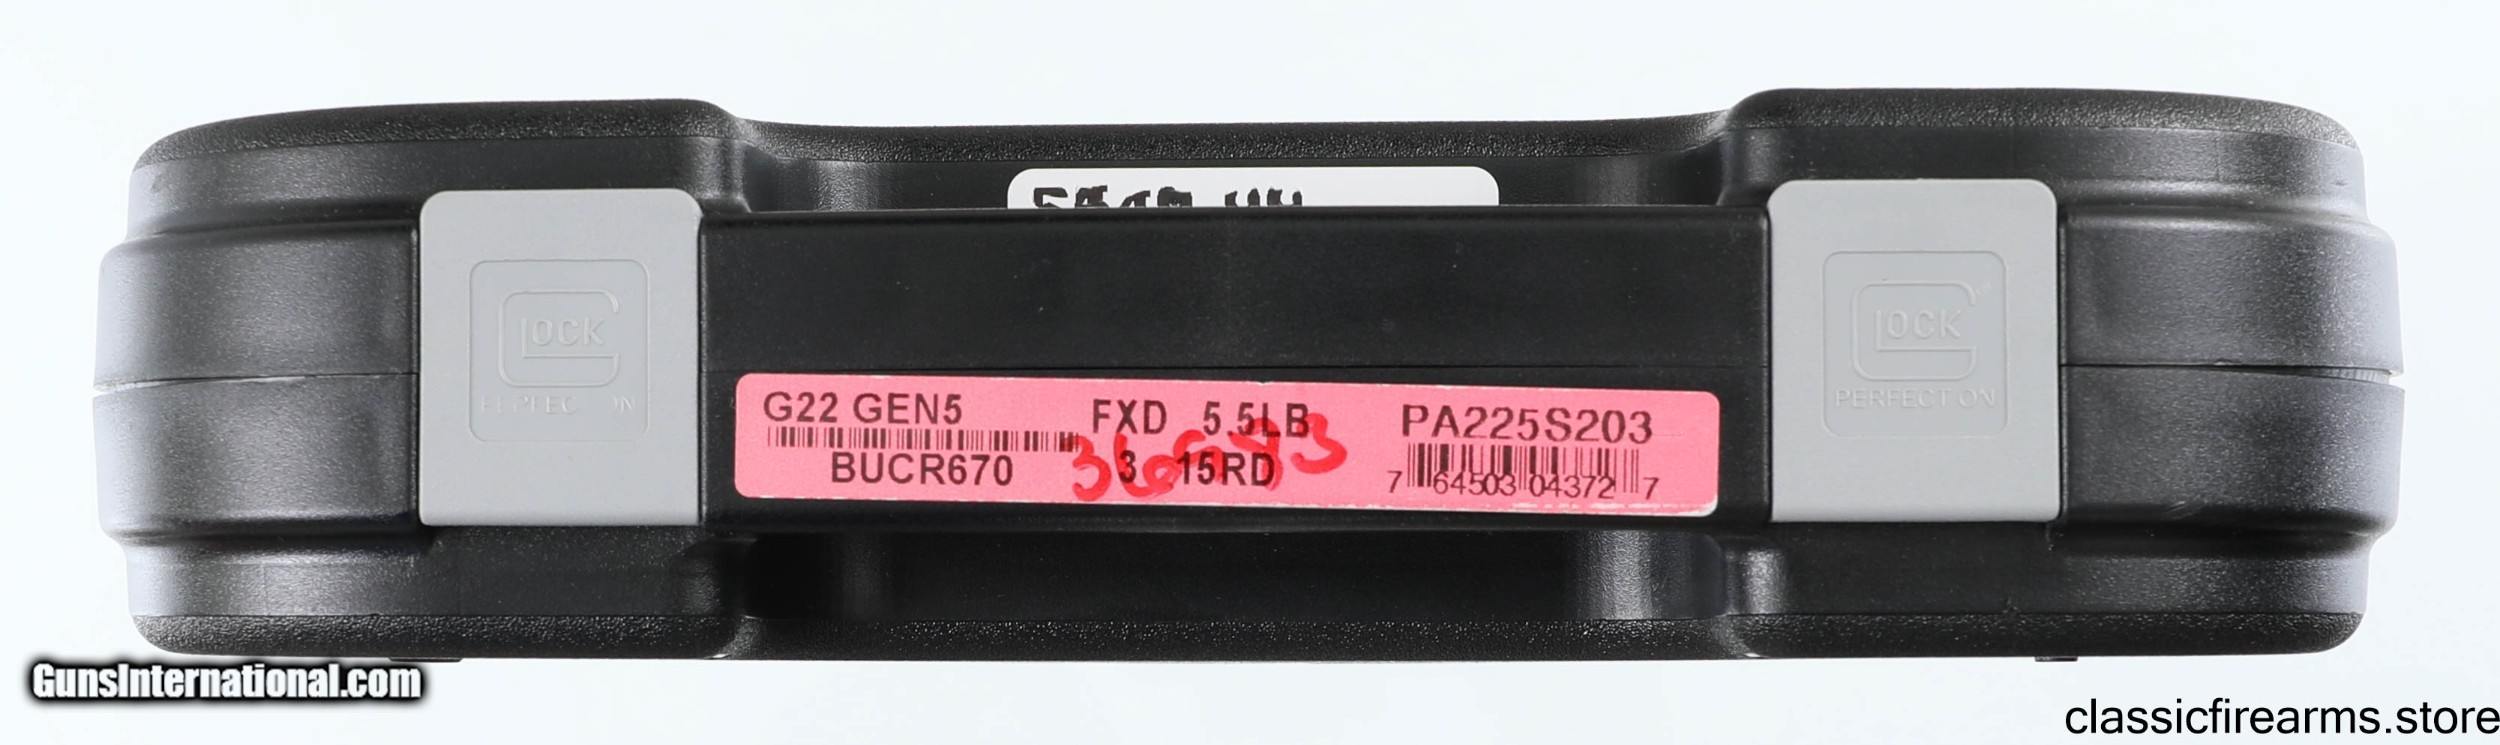 GLOCK
PERFECTION
GLOCK
PERFECTION
G22 GEN5 FXD 5.5LB PA225S203
BUCR670 3 15RD
7 64503 04372 7
GunsInternational.com
classicfirearms.store